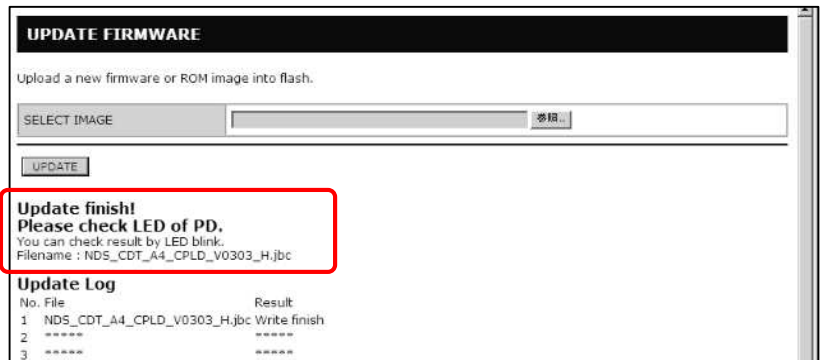 UPDATE FIRMWARE
Upload a new firmware or ROM image into flash.
SELECT IMAGE 参照..
UPDATE
Update finish!
Please check LED of PD.
You can check result by LED blink.
Filename : NDS_CDT_A4_CPLD_V0303_H.jbc
Update Log
No. File Result
1 NDS_CDT_A4_CPLD_V0303_H.jbc Write finish
2 ===== =====
3 ===== =====